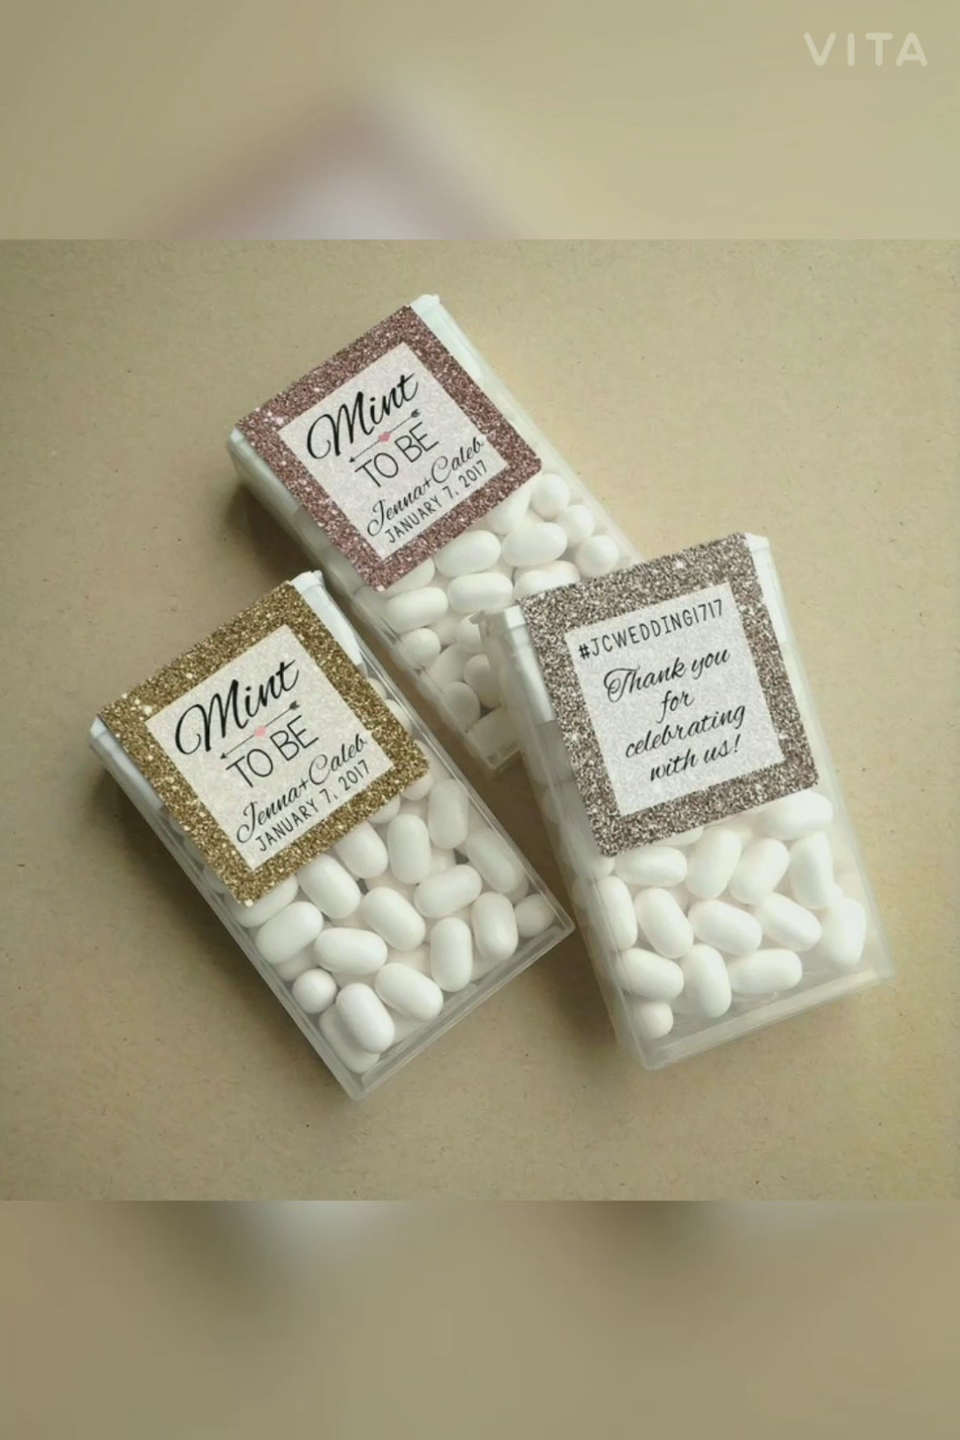 VITA
Mint
TO BE
Jenna+Caleb
JANUARY 7, 2017
Mint
TO BE
Jenna+Caleb
JANUARY 7, 2017
#JCWEDDING1717
Thank you
for
celebrating
with us!